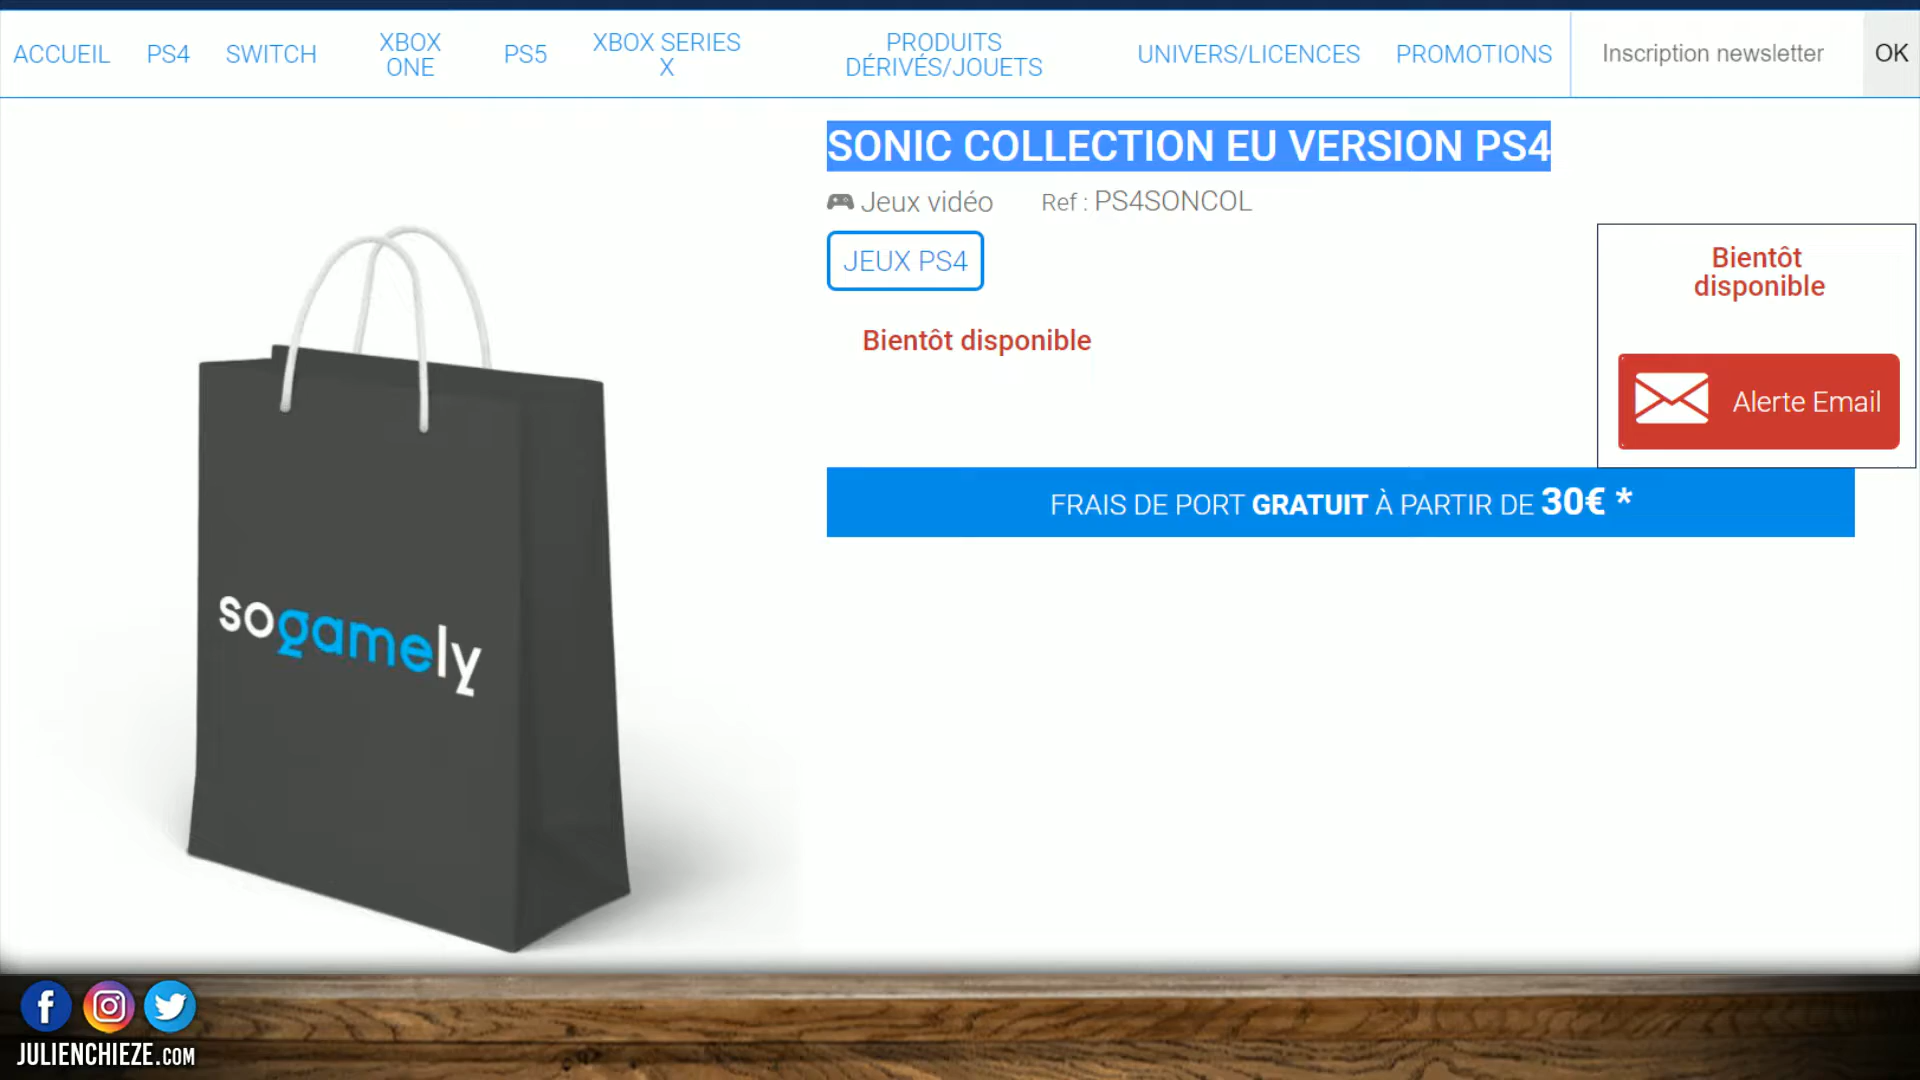 ACCUEIL PS4 SWITCH XBOX ONE PS5 XBOX SERIES X PRODUITS DÉRIVÉS/JOUETS UNIVERS/LICENCES PROMOTIONS Inscription newsletter OK
SONIC COLLECTION EU VERSION PS4
Jeux vidéo Ref : PS4SONCOL
JEUX PS4
Bientôt disponible
Bientôt
disponible
Alerte Email
FRAIS DE PORT GRATUIT À PARTIR DE 30€ *
sogamely
JULIENCHIEZE.COM